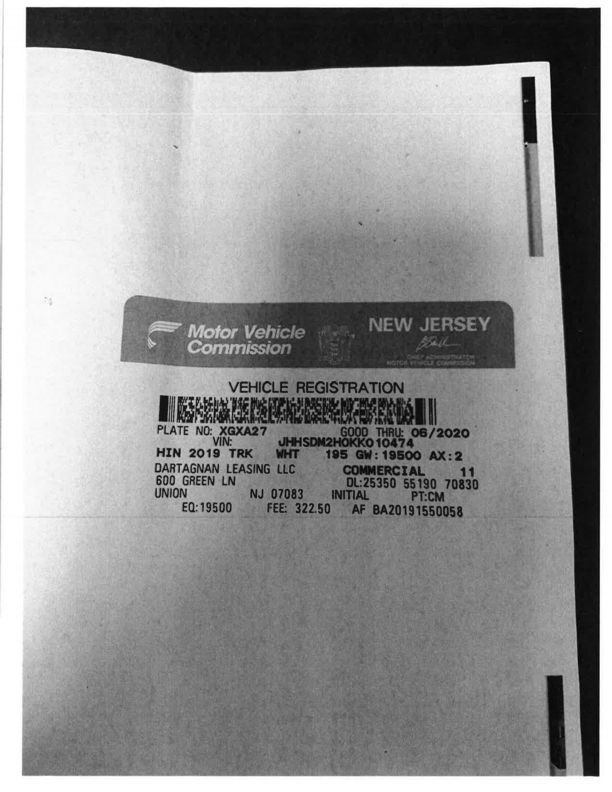 Motor Vehicle
Commission
NEW JERSEY
CHIEF ADMINISTRATOR
MOTOR VEHICLE COMMISSION
VEHICLE REGISTRATION
PLATE NO: XGXA27 GOOD THRU: 06/2020
VIN: JHHSDM2H0KK010474
HIN 2019 TRK WHT 195 GW:19500 AX:2
DARTAGNAN LEASING LLC COMMERCIAL 11
600 GREEN LN DL:25350 55190 70830
UNION NJ 07083 INITIAL PT:CM
EQ:19500 FEE: 322.50 AF BA20191550058